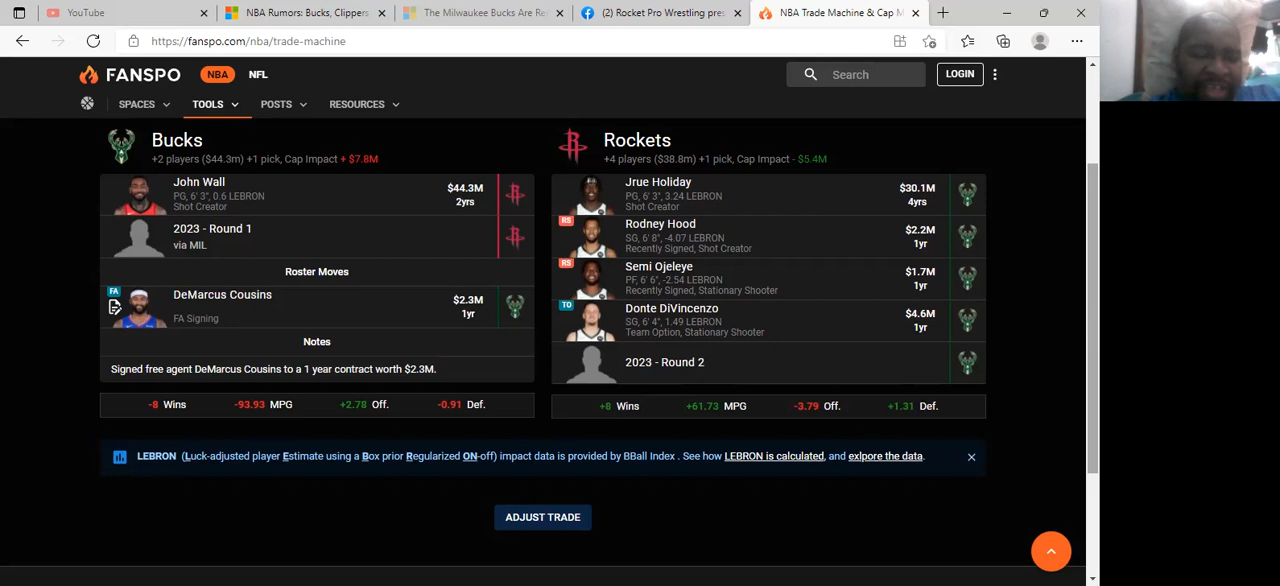 YouTube
NBA Rumors: Bucks, Clippers
The Milwaukee Bucks Are Re
(2) Rocket Pro Wrestling pres
NBA Trade Machine & Cap M
https://fanspo.com/nba/trade-machine
FANSPO NBA NFL
Search
LOGIN
SPACES TOOLS POSTS RESOURCES
Bucks
+2 players ($44.3m) +1 pick, Cap Impact + $7.8M
John Wall
PG, 6' 3", 0.6 LEBRON
Shot Creator
$44.3M
2yrs
2023 - Round 1
via MIL
Roster Moves
FA
DeMarcus Cousins
FA Signing
$2.3M
1yr
Notes
Signed free agent DeMarcus Cousins to a 1 year contract worth $2.3M.
-8 Wins -93.93 MPG +2.78 Off. -0.91 Def.
Rockets
+4 players ($38.8m) +1 pick, Cap Impact - $5.4M
Jrue Holiday
PG, 6' 3", 3.24 LEBRON
Shot Creator
$30.1M
4yrs
RS
Rodney Hood
SG, 6' 8", -4.07 LEBRON
Recently Signed, Shot Creator
$2.2M
1yr
RS
Semi Ojeleye
PF, 6' 6", -2.54 LEBRON
Recently Signed, Stationary Shooter
$1.7M
1yr
TO
Donte DiVincenzo
SG, 6' 4", 1.49 LEBRON
Team Option, Stationary Shooter
$4.6M
1yr
2023 - Round 2
+8 Wins +61.73 MPG -3.79 Off. +1.31 Def.
LEBRON (Luck-adjusted player Estimate using a Box prior Regularized ON-off) impact data is provided by BBall Index . See how LEBRON is calculated, and exlpore the data.
ADJUST TRADE